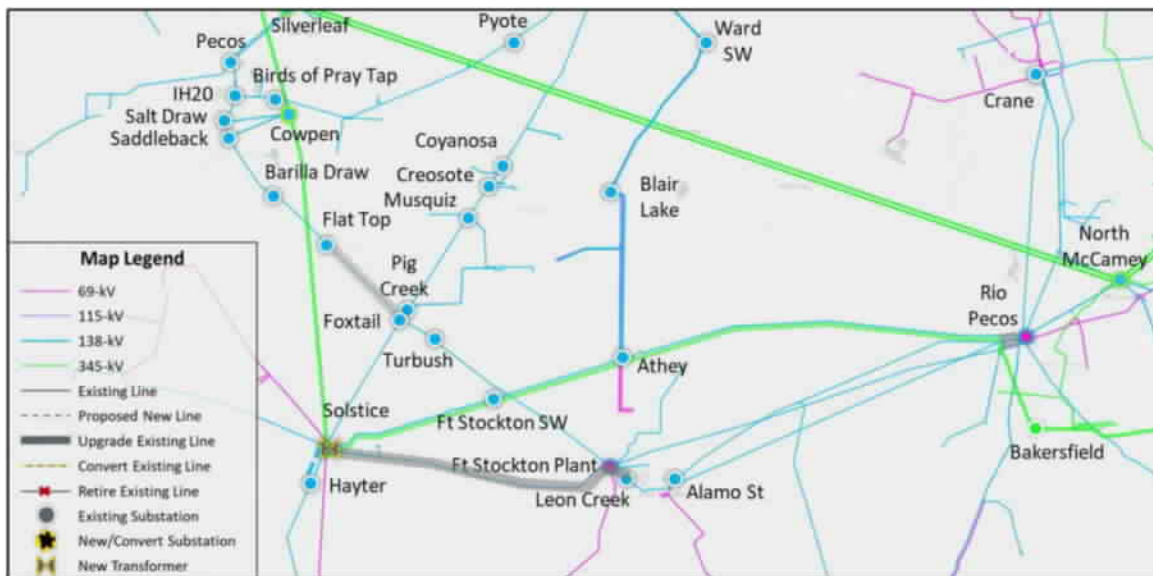 Silverleaf
Pyote
Ward
SW
Pecos
Birds of Pray Tap
IH20
Crane
Salt Draw
Cowpen
Saddleback
Coyanosa
Creosote
Barilla Draw
Musquiz
Blair
Lake
Flat Top
North
McCamey
Pig
Creek
Rio
Pecos
Foxtail
Turbush
Athey
Solstice
Ft Stockton SW
Bakersfield
Ft Stockton Plant
Hayter
Leon Creek
Alamo St
Map Legend
69-kV
115-kV
138-kV
345-kV
Existing Line
Proposed New Line
Upgrade Existing Line
Convert Existing Line
Retire Existing Line
Existing Substation
New/Convert Substation
New Transformer